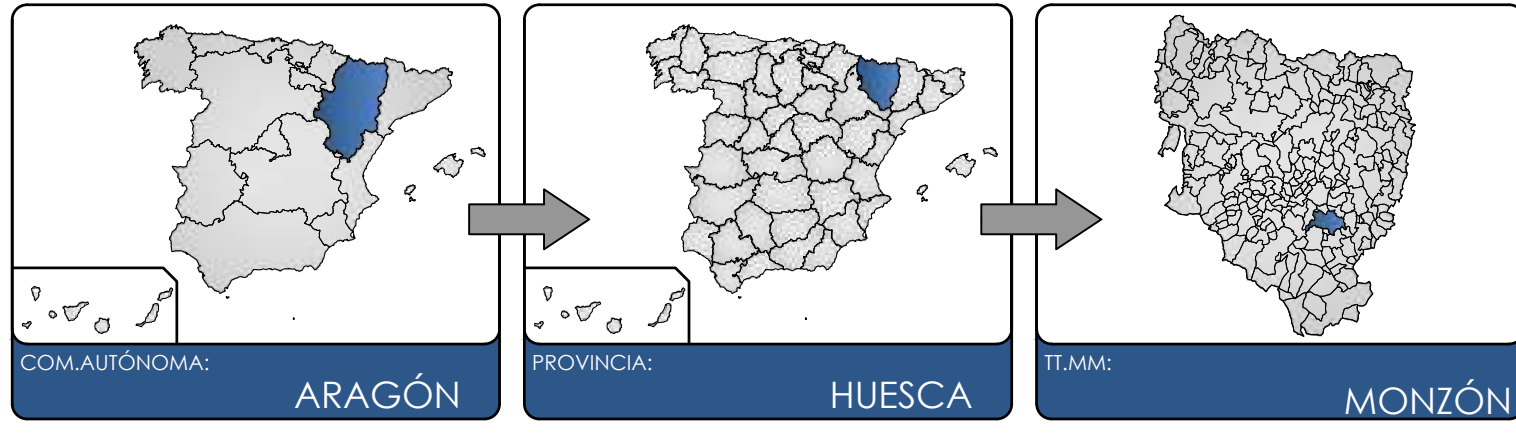 COM.AUTÓNOMA:
ARAGÓN
PROVINCIA:
HUESCA
TT.MM:
MONZÓN